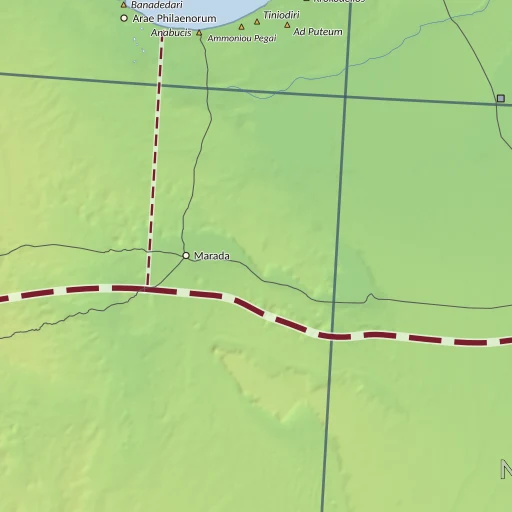 Banadedari
Arae Philaenorum
Tiniodiri
Anabucis
Ammoniou Pegai
Ad Puteum
Marada
N